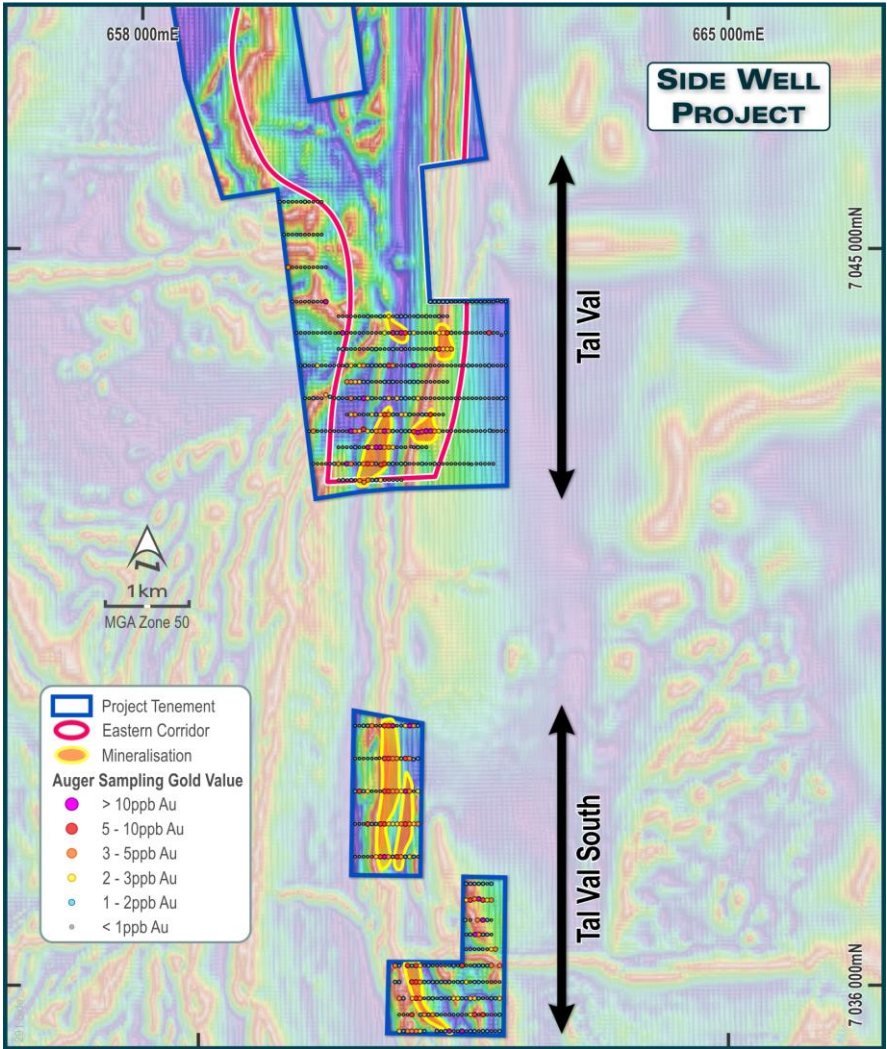 658 000mE
665 000mE
SIDE WELL
PROJECT
7 045 000mN
Tal Val
N
1km
MGA Zone 50
Project Tenement
Eastern Corridor
Mineralisation
Auger Sampling Gold Value
> 10ppb Au
5 - 10ppb Au
3 - 5ppb Au
2 - 3ppb Au
1 - 2ppb Au
< 1ppb Au
Tal Val South
7 036 000mN